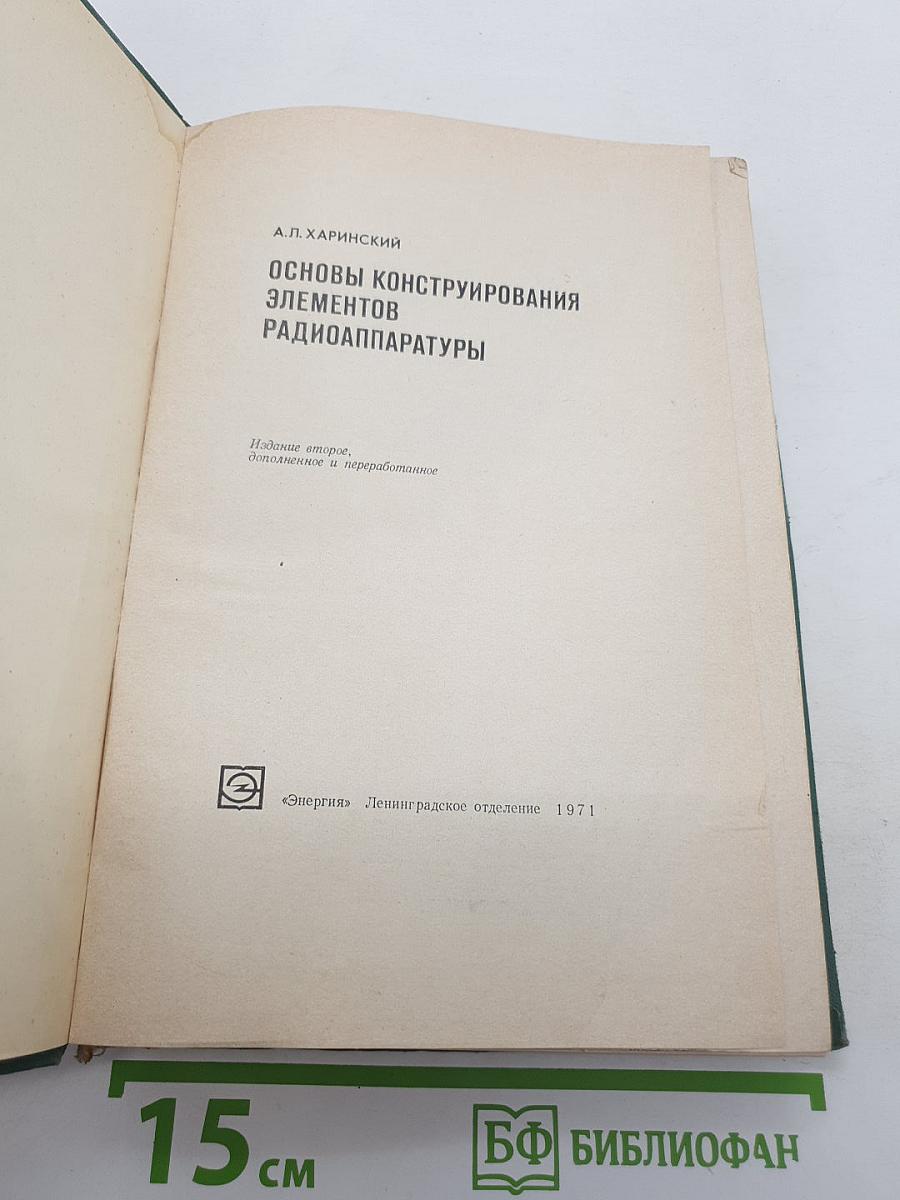 А.Л. ХАРИНСКИЙ
ОСНОВЫ КОНСТРУИРОВАНИЯ
ЭЛЕМЕНТОВ
РАДИОАППАРАТУРЫ
Издание второе,
дополненное и переработанное
«Энергия» Ленинградское отделение 1971
15 см
БФ БИБЛИОФАН